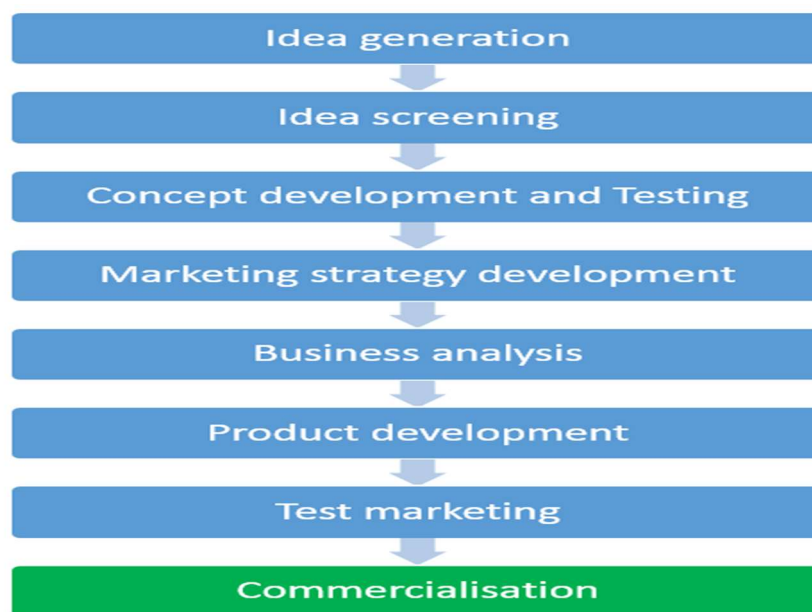 Idea generation
Idea screening
Concept development and Testing
Marketing strategy development
Business analysis
Product development
Test marketing
Commercialisation